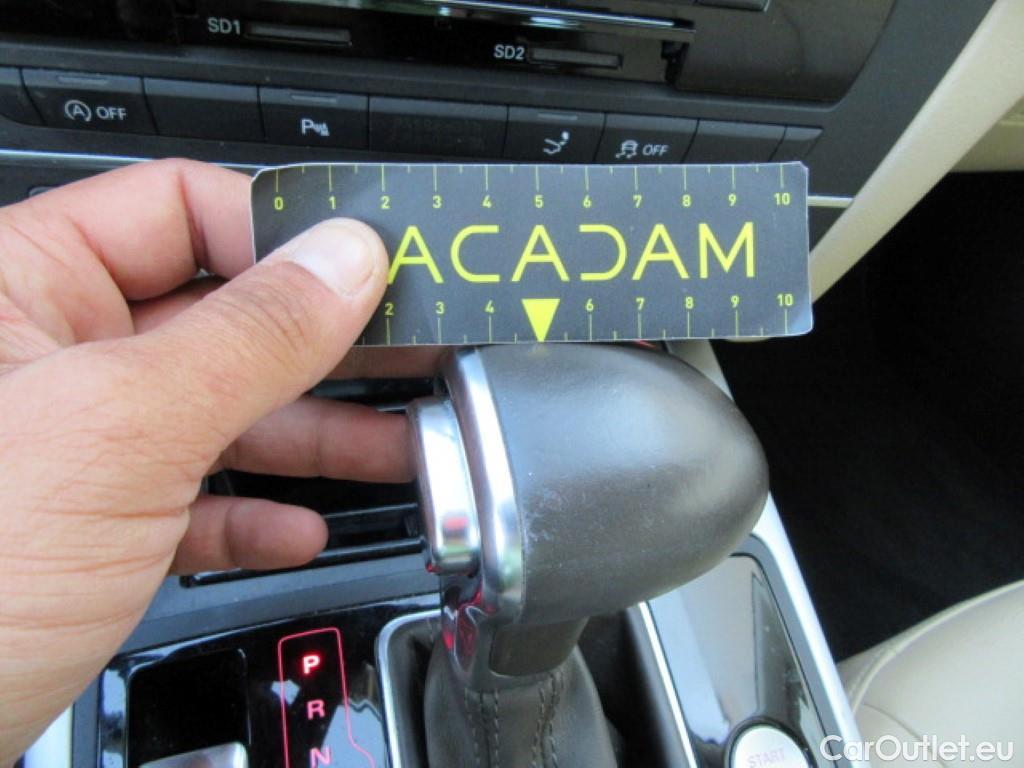 SD1
SD2
OFF
P
OFF
0 1 2 3 4 5 6 7 8 9 10
ACADAM
2 3 4 6 7 8 9 10
P
R
N
START
CarOutlet.eu